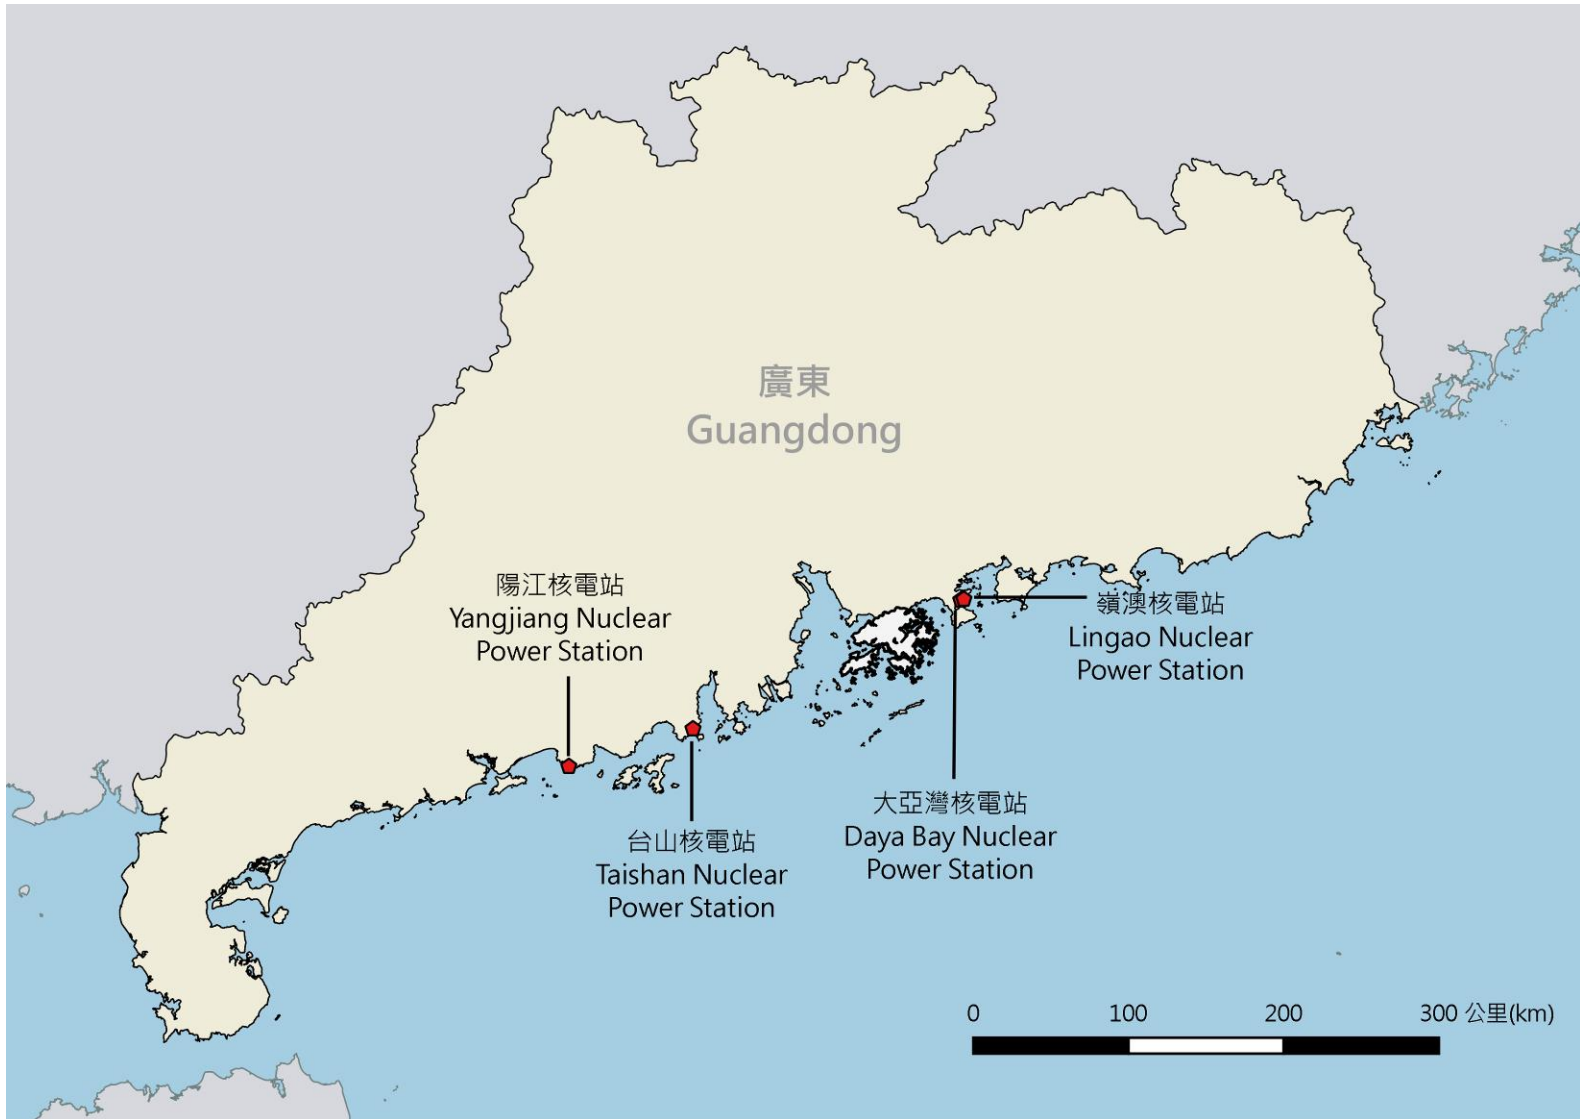 廣東
Guangdong
陽江核電站
Yangjiang Nuclear
Power Station
嶺澳核電站
Lingao Nuclear
Power Station
大亞灣核電站
Daya Bay Nuclear
Power Station
台山核電站
Taishan Nuclear
Power Station
0 100 200 300 公里(km)